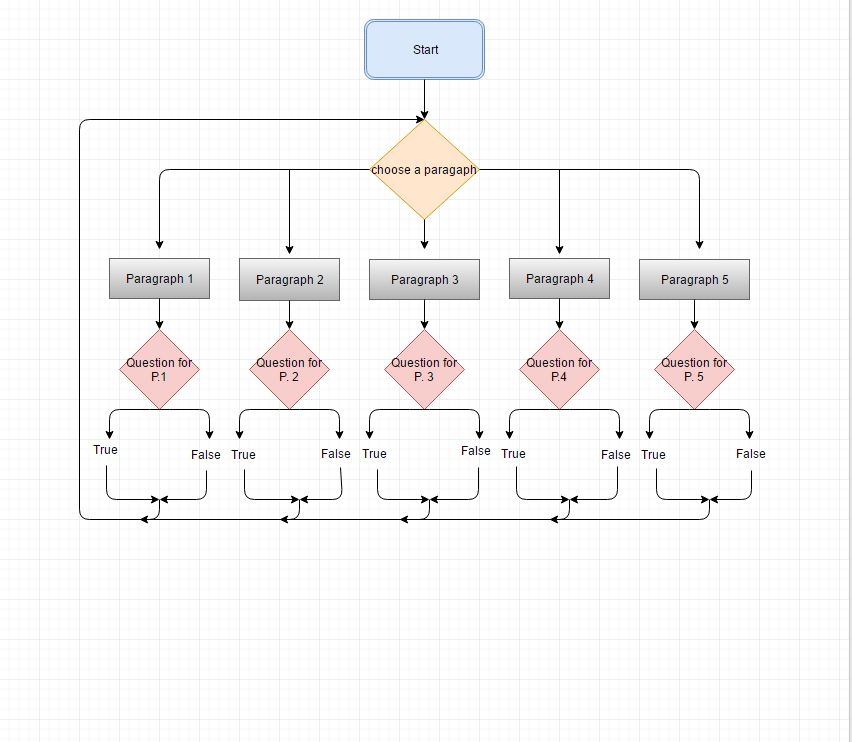 Start
choose a paragaph
Paragraph 1
Paragraph 2
Paragraph 3
Paragraph 4
Paragraph 5
Question for
P.1
Question for
P. 2
Question for
P. 3
Question for
P.4
Question for
P. 5
True
False
True
False
True
False
True
False
True
False